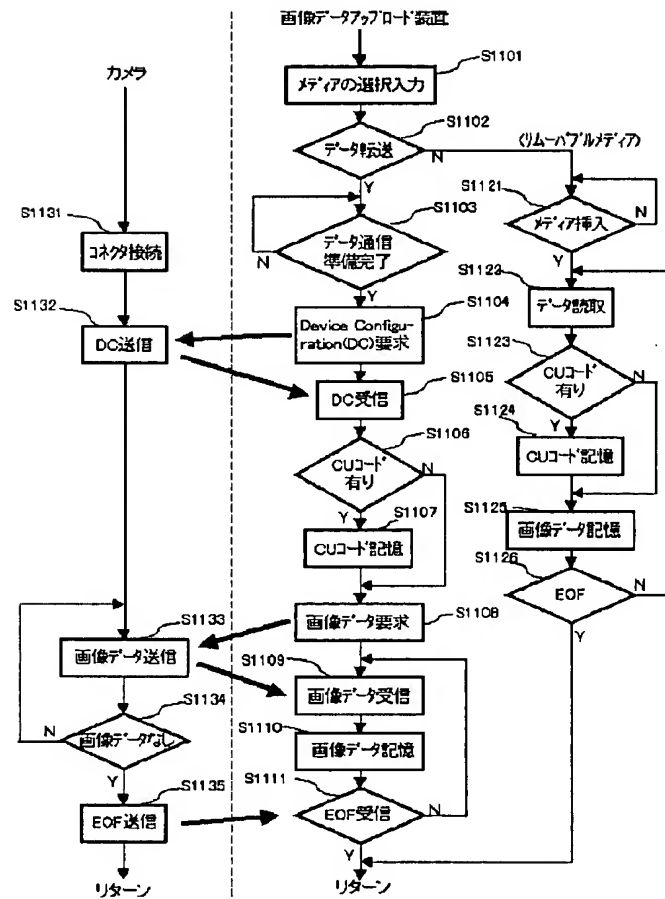 画像データアップロード装置
S1101
メディアの選択入力
カメラ
S1102
データ転送
N
Y
(リムーバブルメディア)
S1103
データ通信
準備完了
N
Y
S1121
メディア挿入
N
Y
S1131
コネクタ接続
S1132
DC送信
S1104
Device Configu-
ration(DC)要求
S1122
データ読取
S1105
DC受信
S1123
CUコード
有り
N
Y
S1106
CUコード
有り
N
Y
S1124
CUコード記憶
S1107
CUコード記憶
S1125
画像データ記憶
S1126
EOF
N
Y
S1108
画像データ要求
S1133
画像データ送信
S1109
画像データ受信
S1134
画像データなし
N
Y
S1110
画像データ記憶
S1111
EOF受信
N
Y
S1135
EOF送信
リターン
リターン